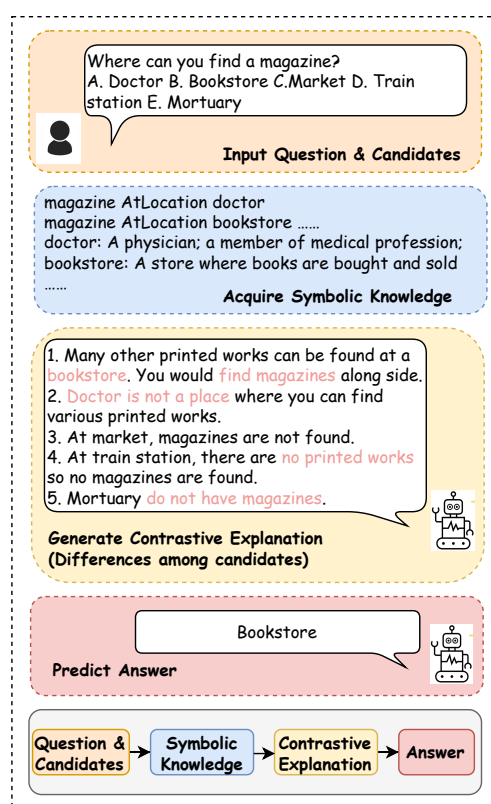 Where can you find a magazine?
A. Doctor B. Bookstore C.Market D. Train
station E. Mortuary
Input Question & Candidates
magazine AtLocation doctor
magazine AtLocation bookstore ......
doctor: A physician; a member of medical profession;
bookstore: A store where books are bought and sold
......
Acquire Symbolic Knowledge
1. Many other printed works can be found at a
bookstore. You would find magazines along side.
2. Doctor is not a place where you can find
various printed works.
3. At market, magazines are not found.
4. At train station, there are no printed works
so no magazines are found.
5. Mortuary do not have magazines.
Generate Contrastive Explanation
(Differences among candidates)
Bookstore
Predict Answer
Question &
Candidates
Symbolic
Knowledge
Contrastive
Explanation
Answer